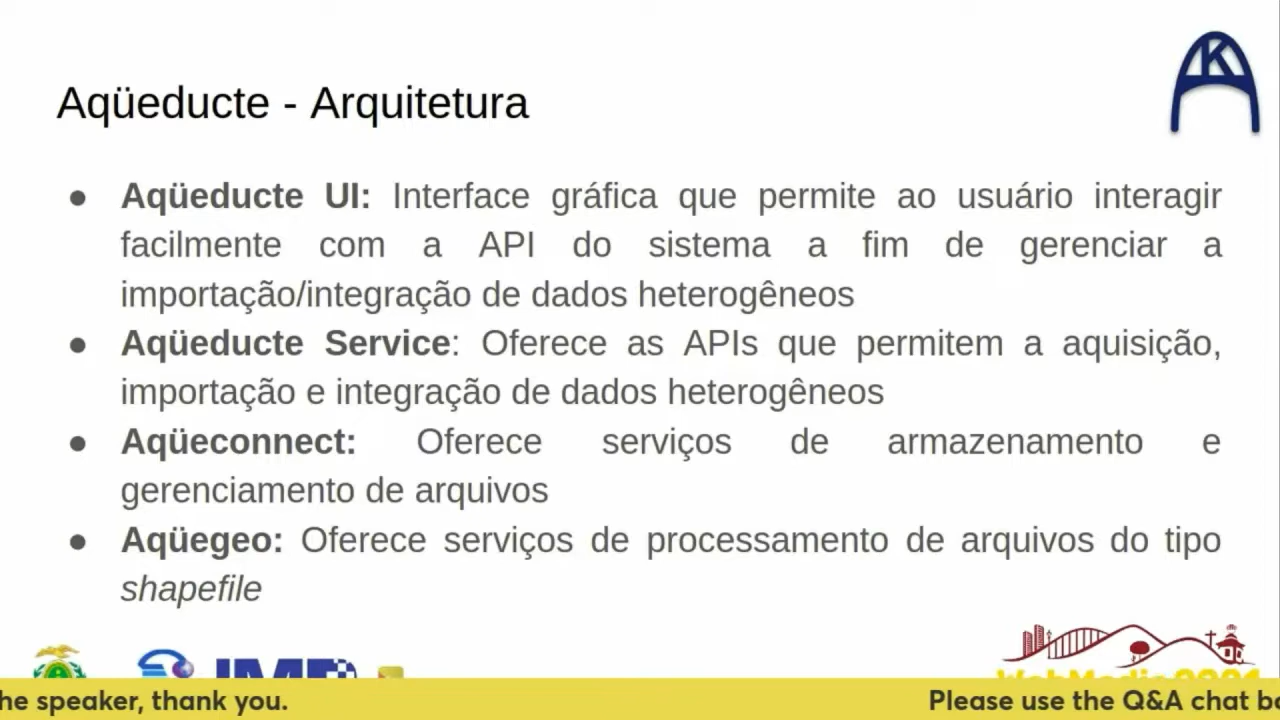 Aqüeducte - Arquitetura
● Aqüeducte UI: Interface gráfica que permite ao usuário interagir
facilmente com a API do sistema a fim de gerenciar a
importação/integração de dados heterogêneos
● Aqüeducte Service: Oferece as APIs que permitem a aquisição,
importação e integração de dados heterogêneos
● Aqüeconnect: Oferece serviços de armazenamento e
gerenciamento de arquivos
● Aqüegeo: Oferece serviços de processamento de arquivos do tipo
shapefile
he speaker, thank you.
Please use the Q&A chat